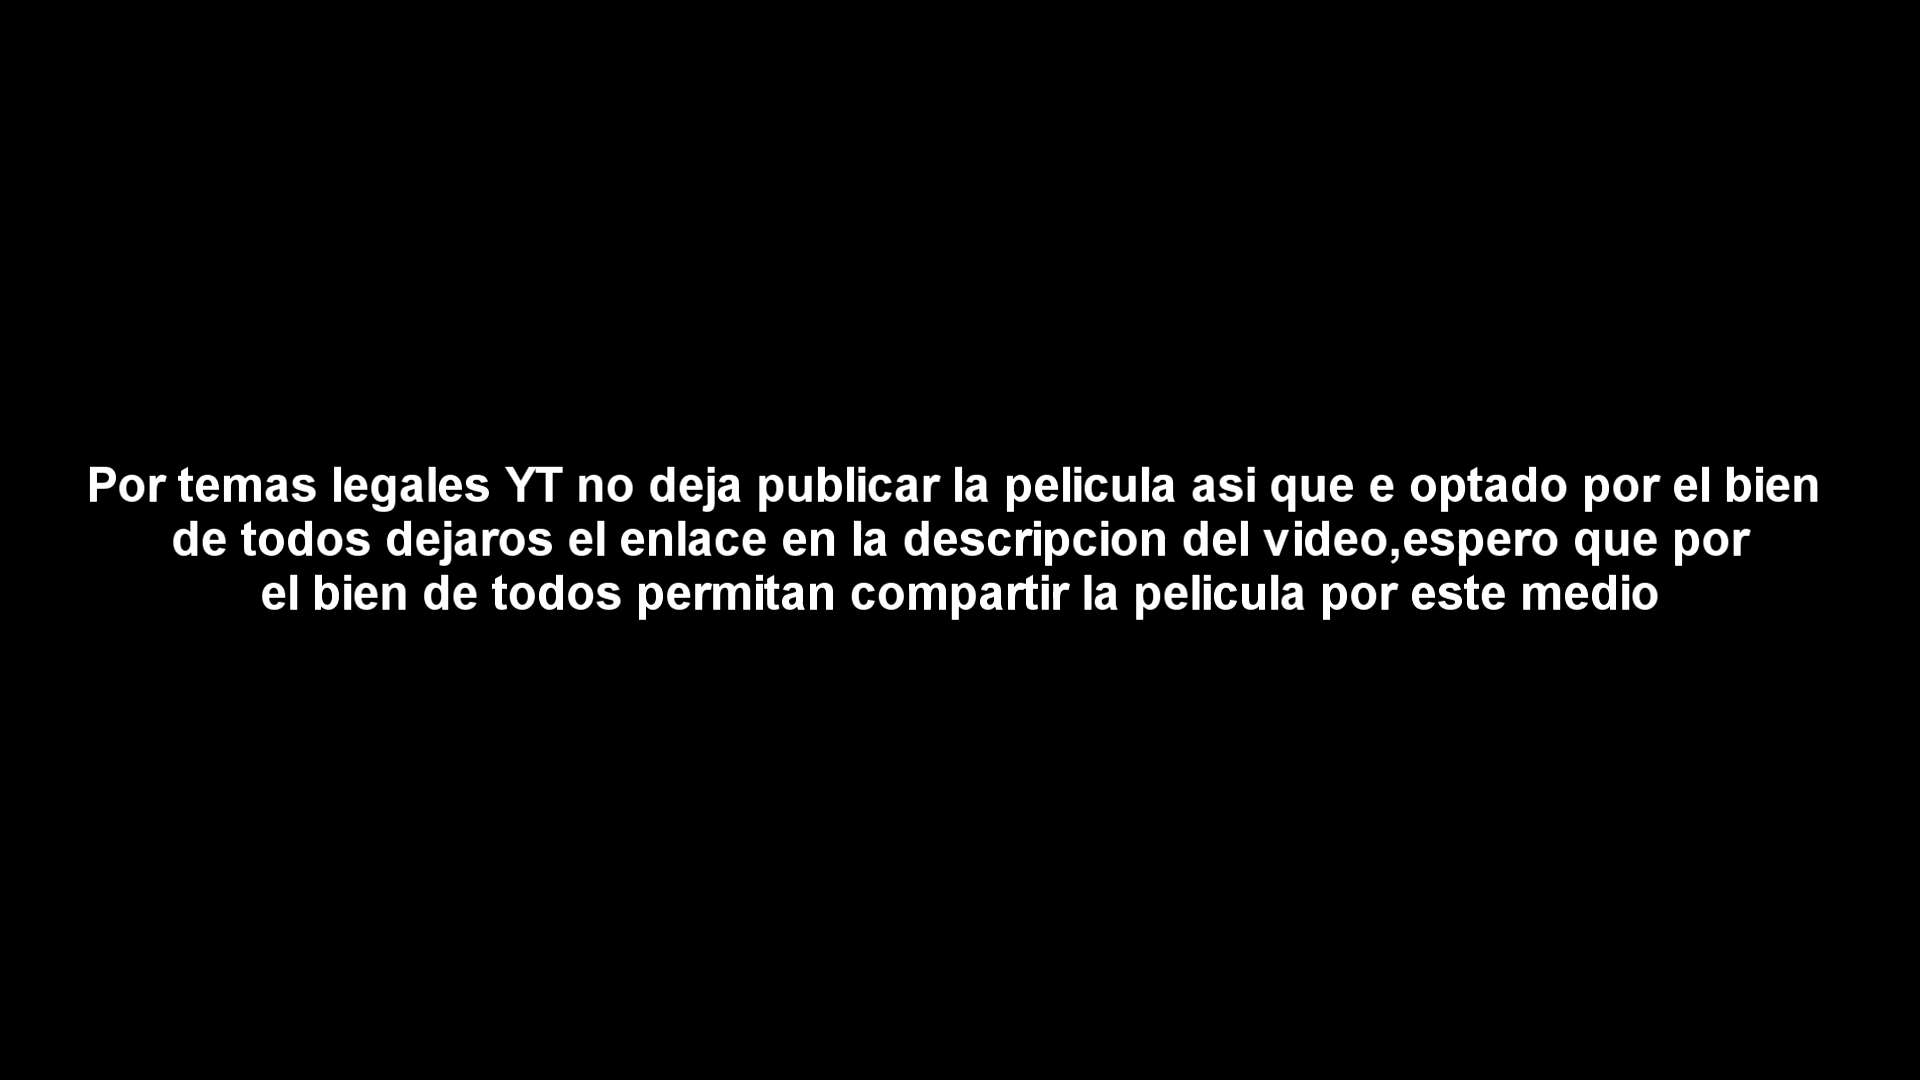 Por temas legales YT no deja publicar la pelicula asi que e optado por el bien
de todos dejaros el enlace en la descripcion del video,espero que por
el bien de todos permitan compartir la pelicula por este medio